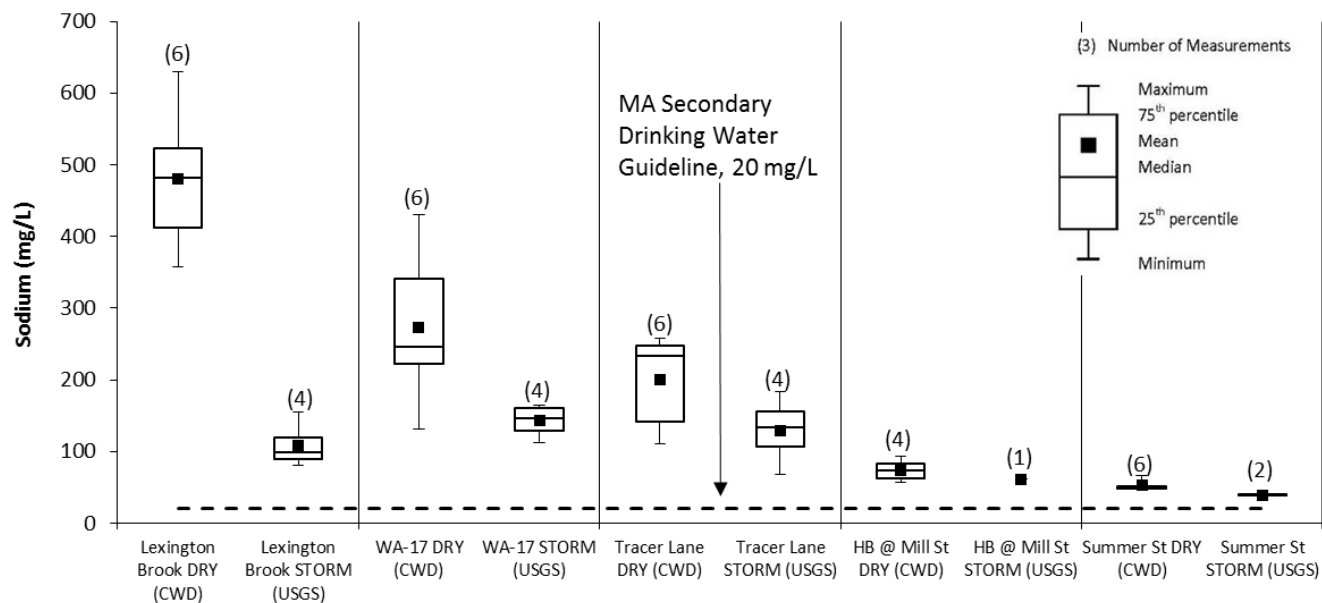 700
600
500
400
300
200
100
0
Sodium (mg/L)
(6)
(4)
(6)
(4)
(6)
(4)
(4)
(1)
(6)
(2)
MA Secondary
Drinking Water
Guideline, 20 mg/L
(3) Number of Measurements
Maximum
75th percentile
Mean
Median
25th percentile
Minimum
Lexington
Brook DRY
(CWD)
Lexington
Brook STORM
(USGS)
WA-17 DRY
(CWD)
WA-17 STORM
(USGS)
Tracer Lane
DRY (CWD)
Tracer Lane
STORM (USGS)
HB @ Mill St
DRY (CWD)
HB @ Mill St
STORM (USGS)
Summer St DRY
(CWD)
Summer St
STORM (USGS)